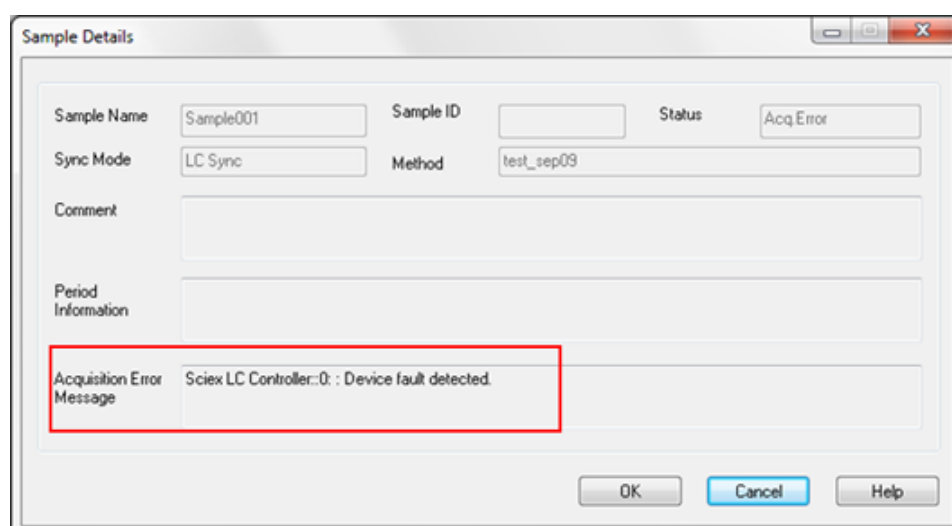 Sample Details
Sample Name Sample001 Sample ID Status Acq Error
Sync Mode LC Sync Method test_sep09
Comment
Period
Information
Acquisition Error Sciex LC Controller::0: : Device fault detected.
Message
OK Cancel Help